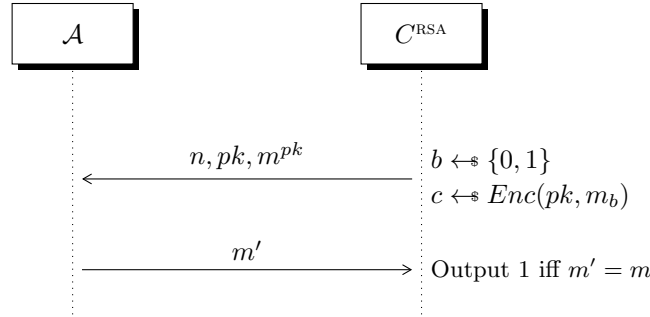 𝒜 C^RSA
n, pk, m^pk
b ←$ {0, 1}
c ←$ Enc(pk, m_b)
m′
Output 1 iff m′ = m